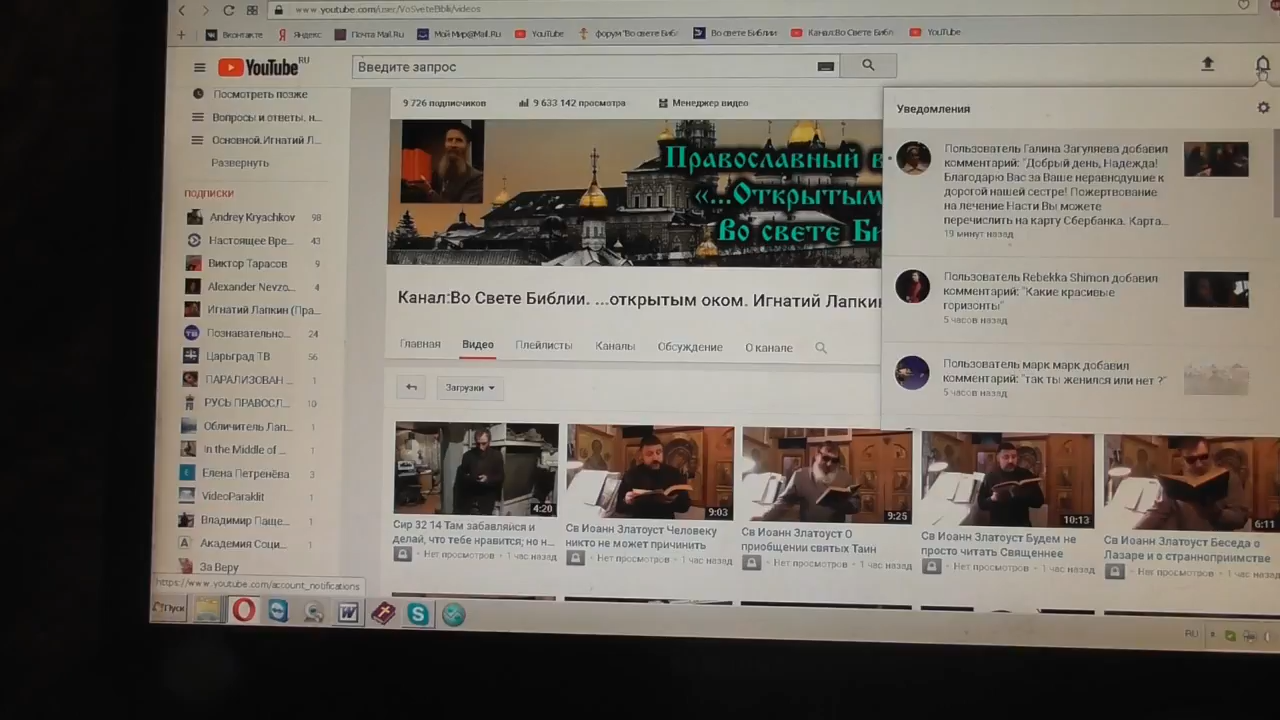 www.youtube.com/user/VoSveteBiblii/videos
Вконтакте
Яндекс
Почта Mail.Ru
Мой Мир@Mail.Ru
YouTube
форум "Во свете Биб
Во свете Библии
Канал:Во Свете Библ
YouTube
YouTube RU
Введите запрос
Посмотреть позже
Вопросы и ответы. н...
Основной.Игнатий Л...
Развернуть
ПОДПИСКИ
Andrey Kryachkov 98
Настоящее Вре... 43
Виктор Тарасов 9
Alexander Nevzo... 4
Игнатий Лапкин (Пра...
Познавательно... 24
Царьград ТВ 56
ПАРАЛИЗОВАН ... 1
РУСЬ ПРАВОСЛ... 10
Обличитель Лап... 1
In the Middle of ... 1
Елена Петренёва 3
VideoParaklit 1
Владимир Паще... 1
Академия Соци... 1
За Веру
9 726 подписчиков
9 633 142 просмотра
Менеджер видео
Православный в
«...Открытым
Во свете Би
Канал:Во Свете Библии. ...открытым оком. Игнатий Лапкин
Главная
Видео
Плейлисты
Каналы
Обсуждение
О канале
Загрузки
4:20
Сир 32 14 Там забавляйся и
делай, что тебе нравится; но н...
Нет просмотров • 1 час назад
9:03
Св Иоанн Златоуст Человеку
никто не может причинить
Нет просмотров • 1 час назад
9:25
Св Иоанн Златоуст О
приобщении святых Таин
Нет просмотров • 1 час назад
10:13
Св Иоанн Златоуст Будем не
просто читать Священнее
Нет просмотров • 1 час назад
6:11
Св Иоанн Златоуст Беседа о
Лазаре и о странноприимстве
Нет просмотров • 1 час назад
Уведомления
Пользователь Галина Загуляева добавил
комментарий: "Добрый день, Надежда!
Благодарю Вас за Ваше неравнодушие к
дорогой нашей сестре! Пожертвование
на лечение Насти Вы можете
перечислить на карту Сбербанка. Карта...
19 минут назад
Пользователь Rebekka Shimon добавил
комментарий: "Какие красивые
горизонты"
5 часов назад
Пользователь марк марк добавил
комментарий: "так ты женился или нет ?"
5 часов назад
https://www.youtube.com/account_notifications
Пуск
RU